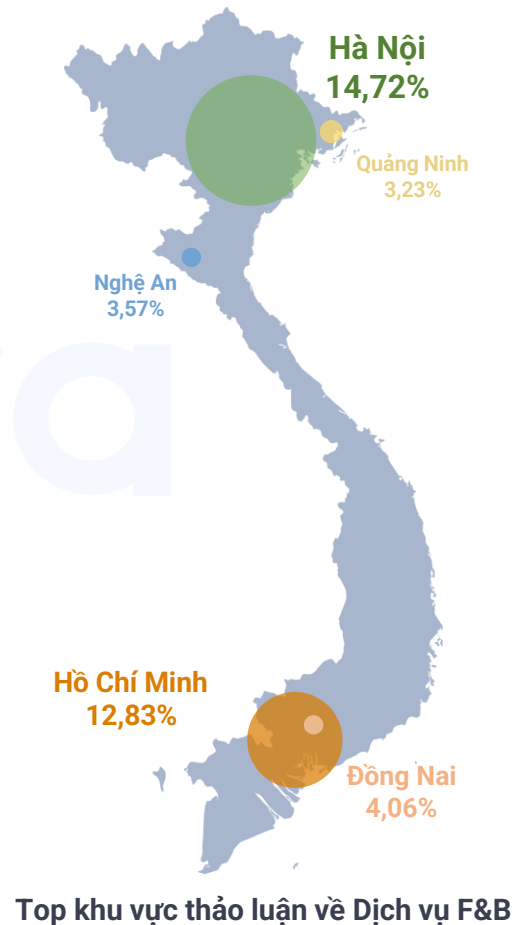 Hà Nội
14,72%
Quảng Ninh
3,23%
Nghệ An
3,57%
Hồ Chí Minh
12,83%
Đồng Nai
4,06%
Top khu vực thảo luận về Dịch vụ F&B